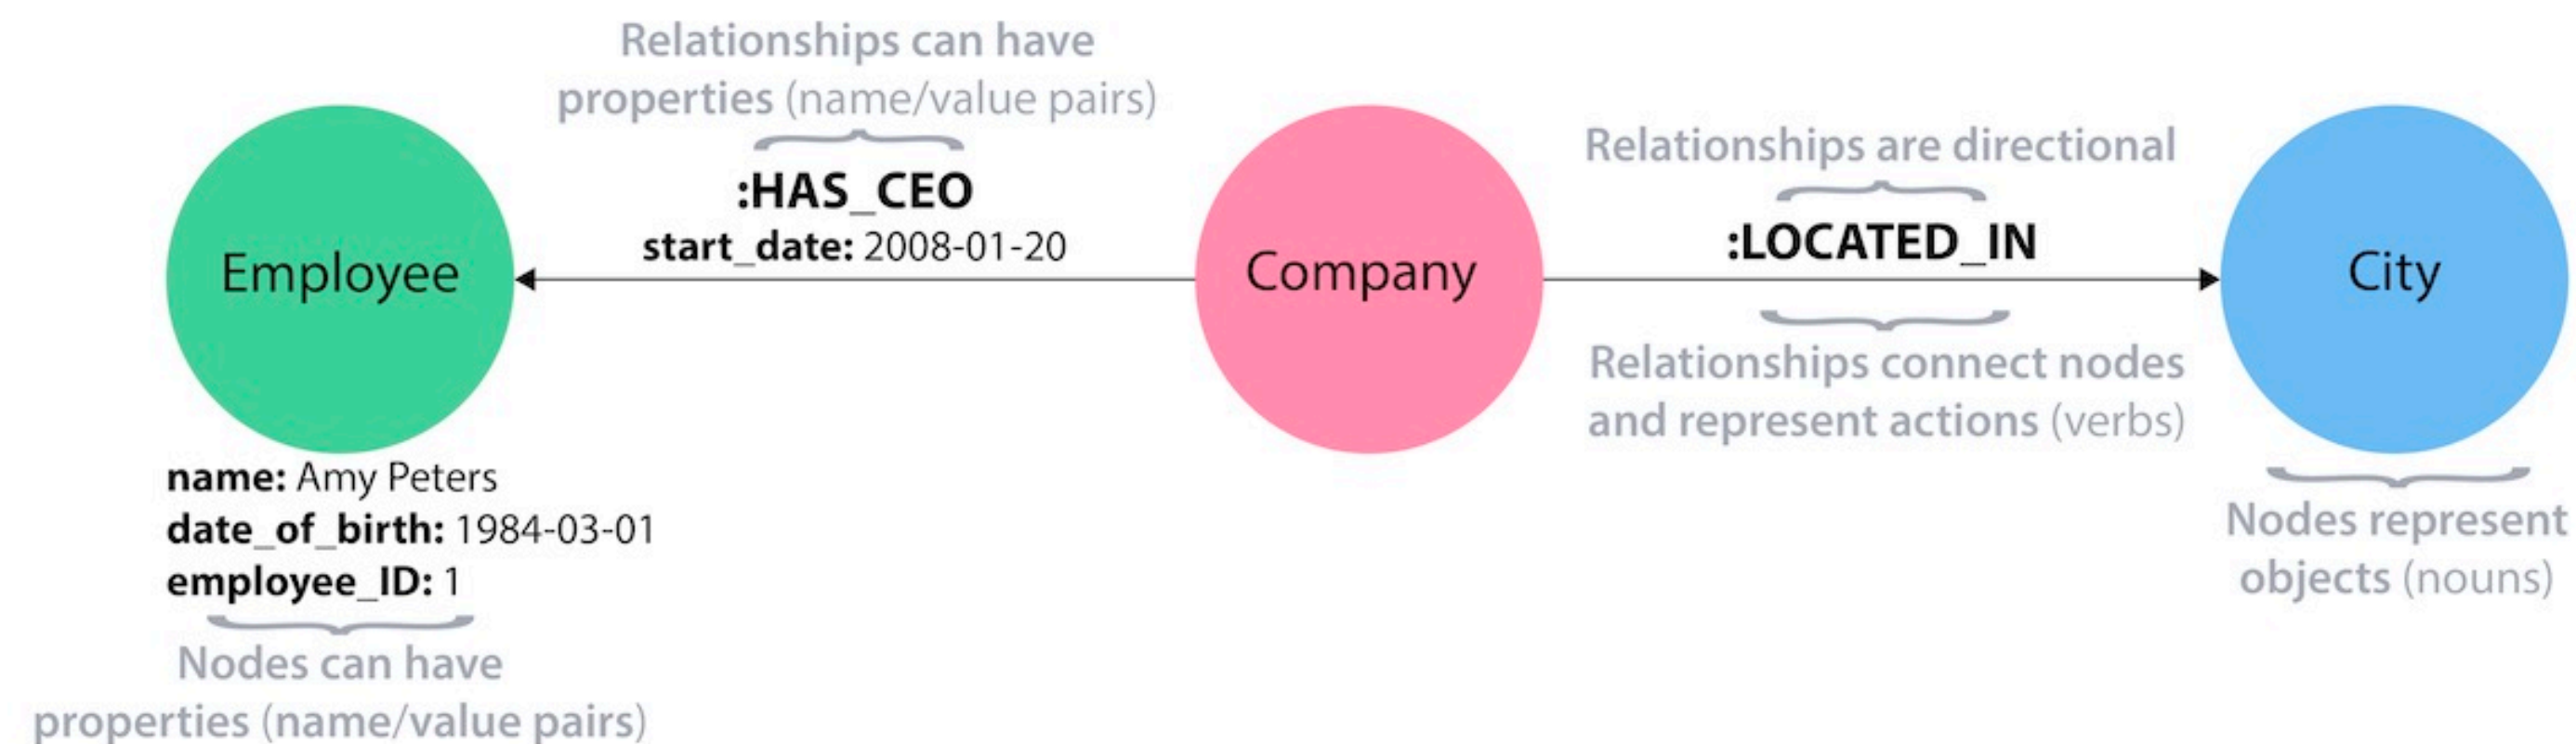 Relationships can have
properties (name/value pairs)
:HAS_CEO
start_date: 2008-01-20
Employee
name: Amy Peters
date_of_birth: 1984-03-01
employee_ID: 1
Nodes can have
properties (name/value pairs)
Company
Relationships are directional
:LOCATED_IN
Relationships connect nodes
and represent actions (verbs)
City
Nodes represent
objects (nouns)